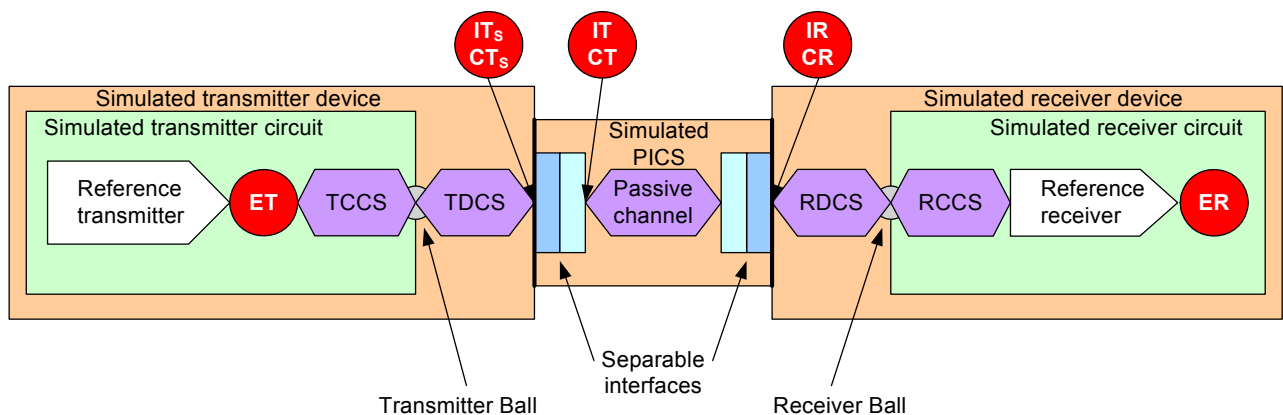 ITS
CTS
IT
CT
IR
CR
Simulated transmitter device
Simulated transmitter circuit
Reference
transmitter
ET
TCCS
TDCS
Simulated
PICS
Passive
channel
Simulated receiver device
Simulated receiver circuit
RDCS
RCCS
Reference
receiver
ER
Separable
interfaces
Transmitter Ball
Receiver Ball